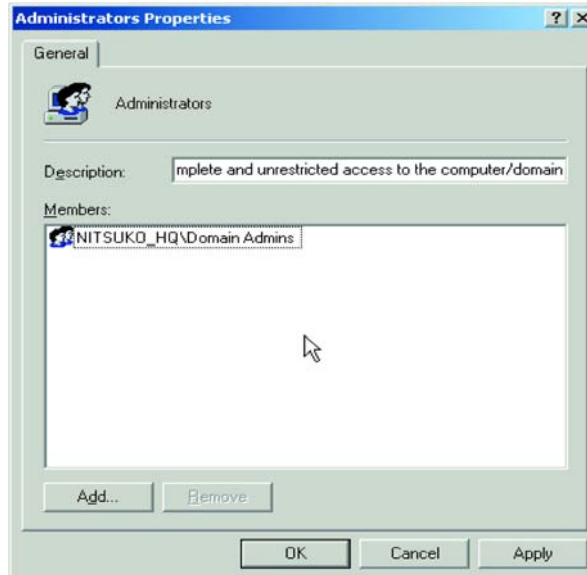 Administrators Properties
General
Administrators
Description: mplete and unrestricted access to the computer/domain
Members:
NITSUKO_HQ\Domain Admins
Add... Remove
OK Cancel Apply